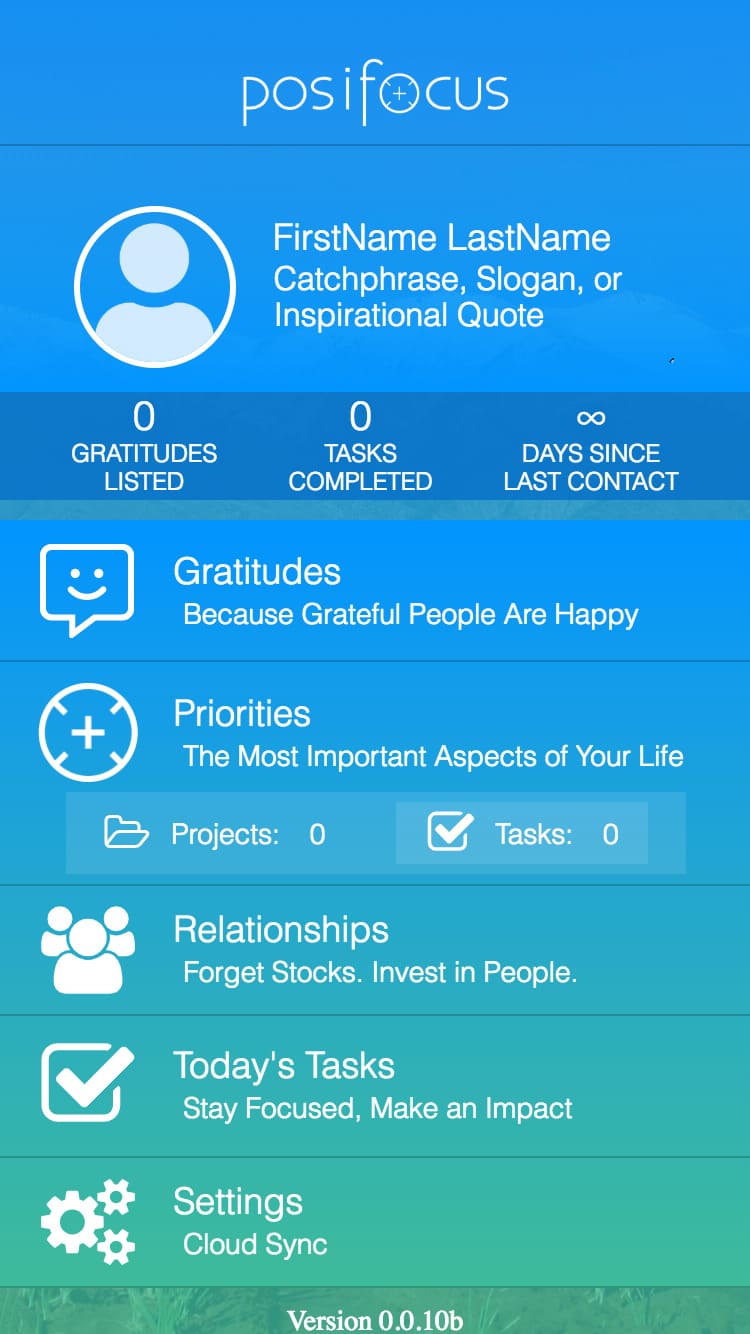 posifocus
FirstName LastName
Catchphrase, Slogan, or
Inspirational Quote
0
GRATITUDES
LISTED
0
TASKS
COMPLETED
∞
DAYS SINCE
LAST CONTACT
Gratitudes
Because Grateful People Are Happy
Priorities
The Most Important Aspects of Your Life
Projects: 0
Tasks: 0
Relationships
Forget Stocks. Invest in People.
Today's Tasks
Stay Focused, Make an Impact
Settings
Cloud Sync
Version 0.0.10b